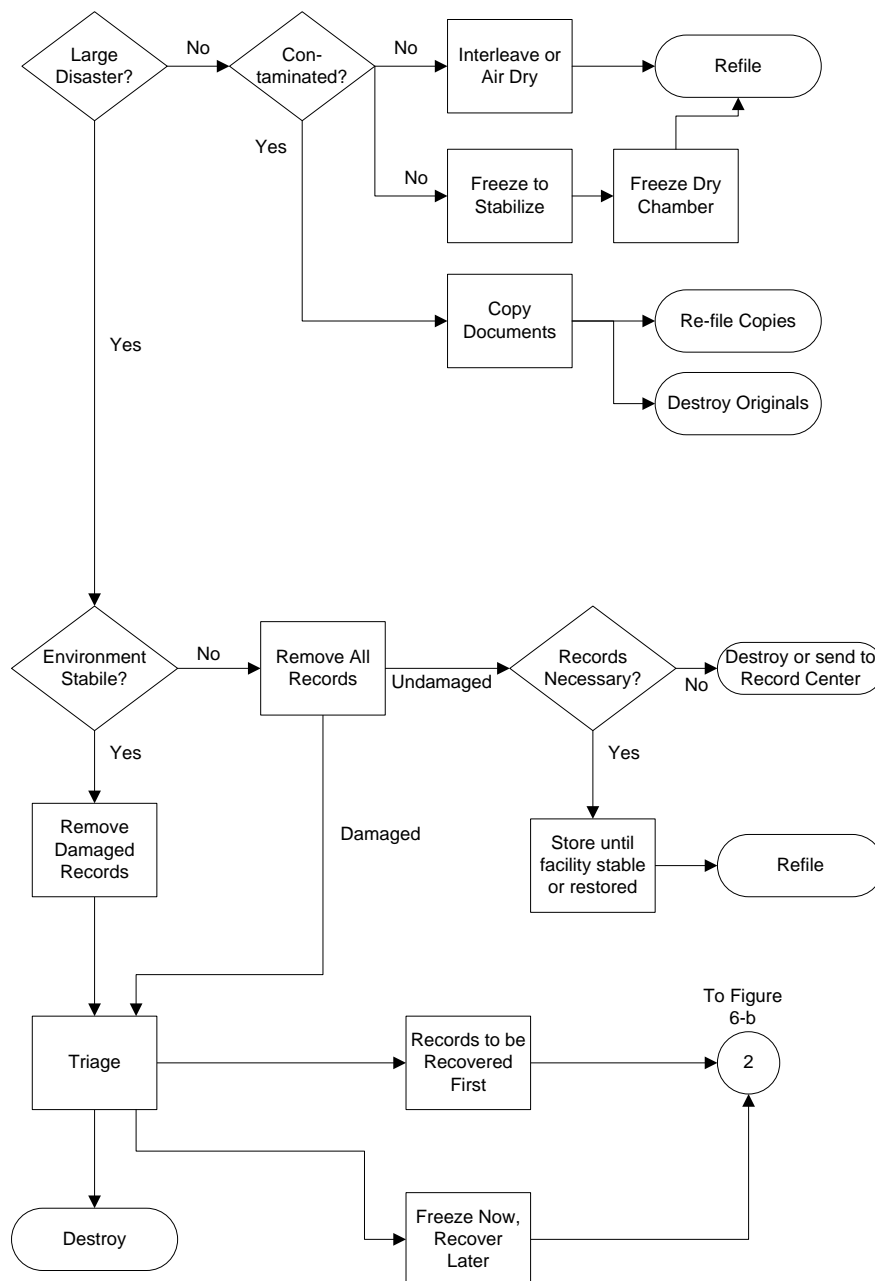 Large
Disaster?
No
Con-
taminated?
No
Interleave or
Air Dry
Refile
Yes
No
Freeze to
Stabilize
Freeze Dry
Chamber
Copy
Documents
Re-file Copies
Yes
Destroy Originals
Environment
Stabile?
No
Remove All
Records
Undamaged
Records
Necessary?
No
Destroy or send to
Record Center
Yes
Yes
Remove
Damaged
Records
Damaged
Store until
facility stable
or restored
Refile
To Figure
6-b
Triage
Records to be
Recovered
First
2
Destroy
Freeze Now,
Recover
Later